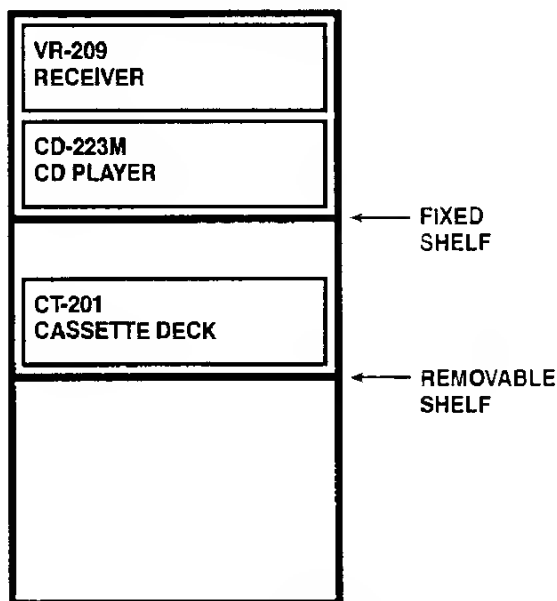 VR-209
RECEIVER
CD-223M
CD PLAYER
FIXED
SHELF
CT-201
CASSETTE DECK
REMOVABLE
SHELF